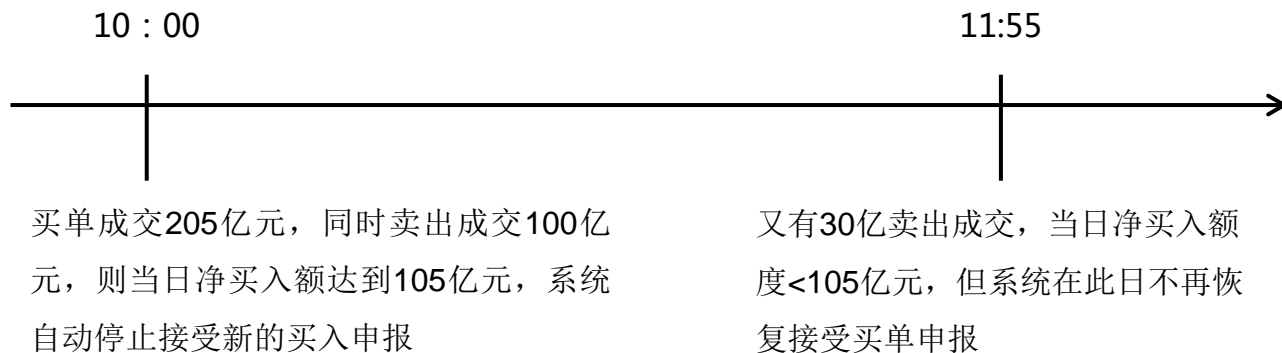 10：00
11:55
买单成交205亿元，同时卖出成交100亿
元，则当日净买入额达到105亿元，系统
自动停止接受新的买入申报
又有30亿卖出成交，当日净买入额
度<105亿元，但系统在此日不再恢
复接受买单申报